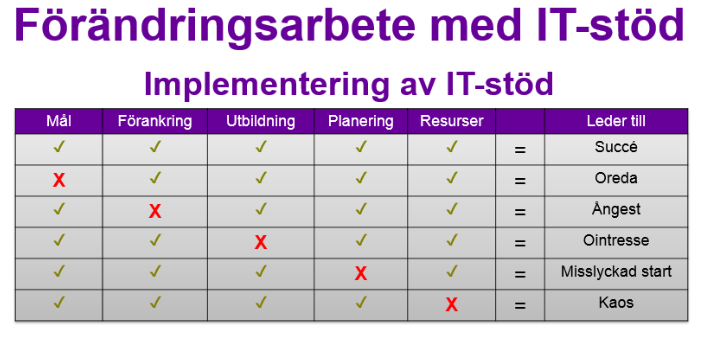 Förändringsarbete med IT-stöd
Implementering av IT-stöd
Mål Förankring Utbildning Planering Resurser Leder till
✓ ✓ ✓ ✓ ✓ = Succé
X ✓ ✓ ✓ ✓ = Oreda
✓ X ✓ ✓ ✓ = Ångest
✓ ✓ X ✓ ✓ = Ointresse
✓ ✓ ✓ X ✓ = Misslyckad start
✓ ✓ ✓ ✓ X = Kaos